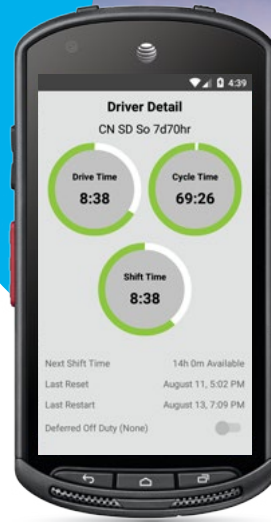 AT&T
4:39
Driver Detail
CN SD So 7d70hr
Drive Time
8:38
Cycle Time
69:26
Shift Time
8:38
Next Shift Time 14h 0m Available
Last Reset August 11, 5:02 PM
Last Restart August 13, 7:09 PM
Deferred Off Duty (None)